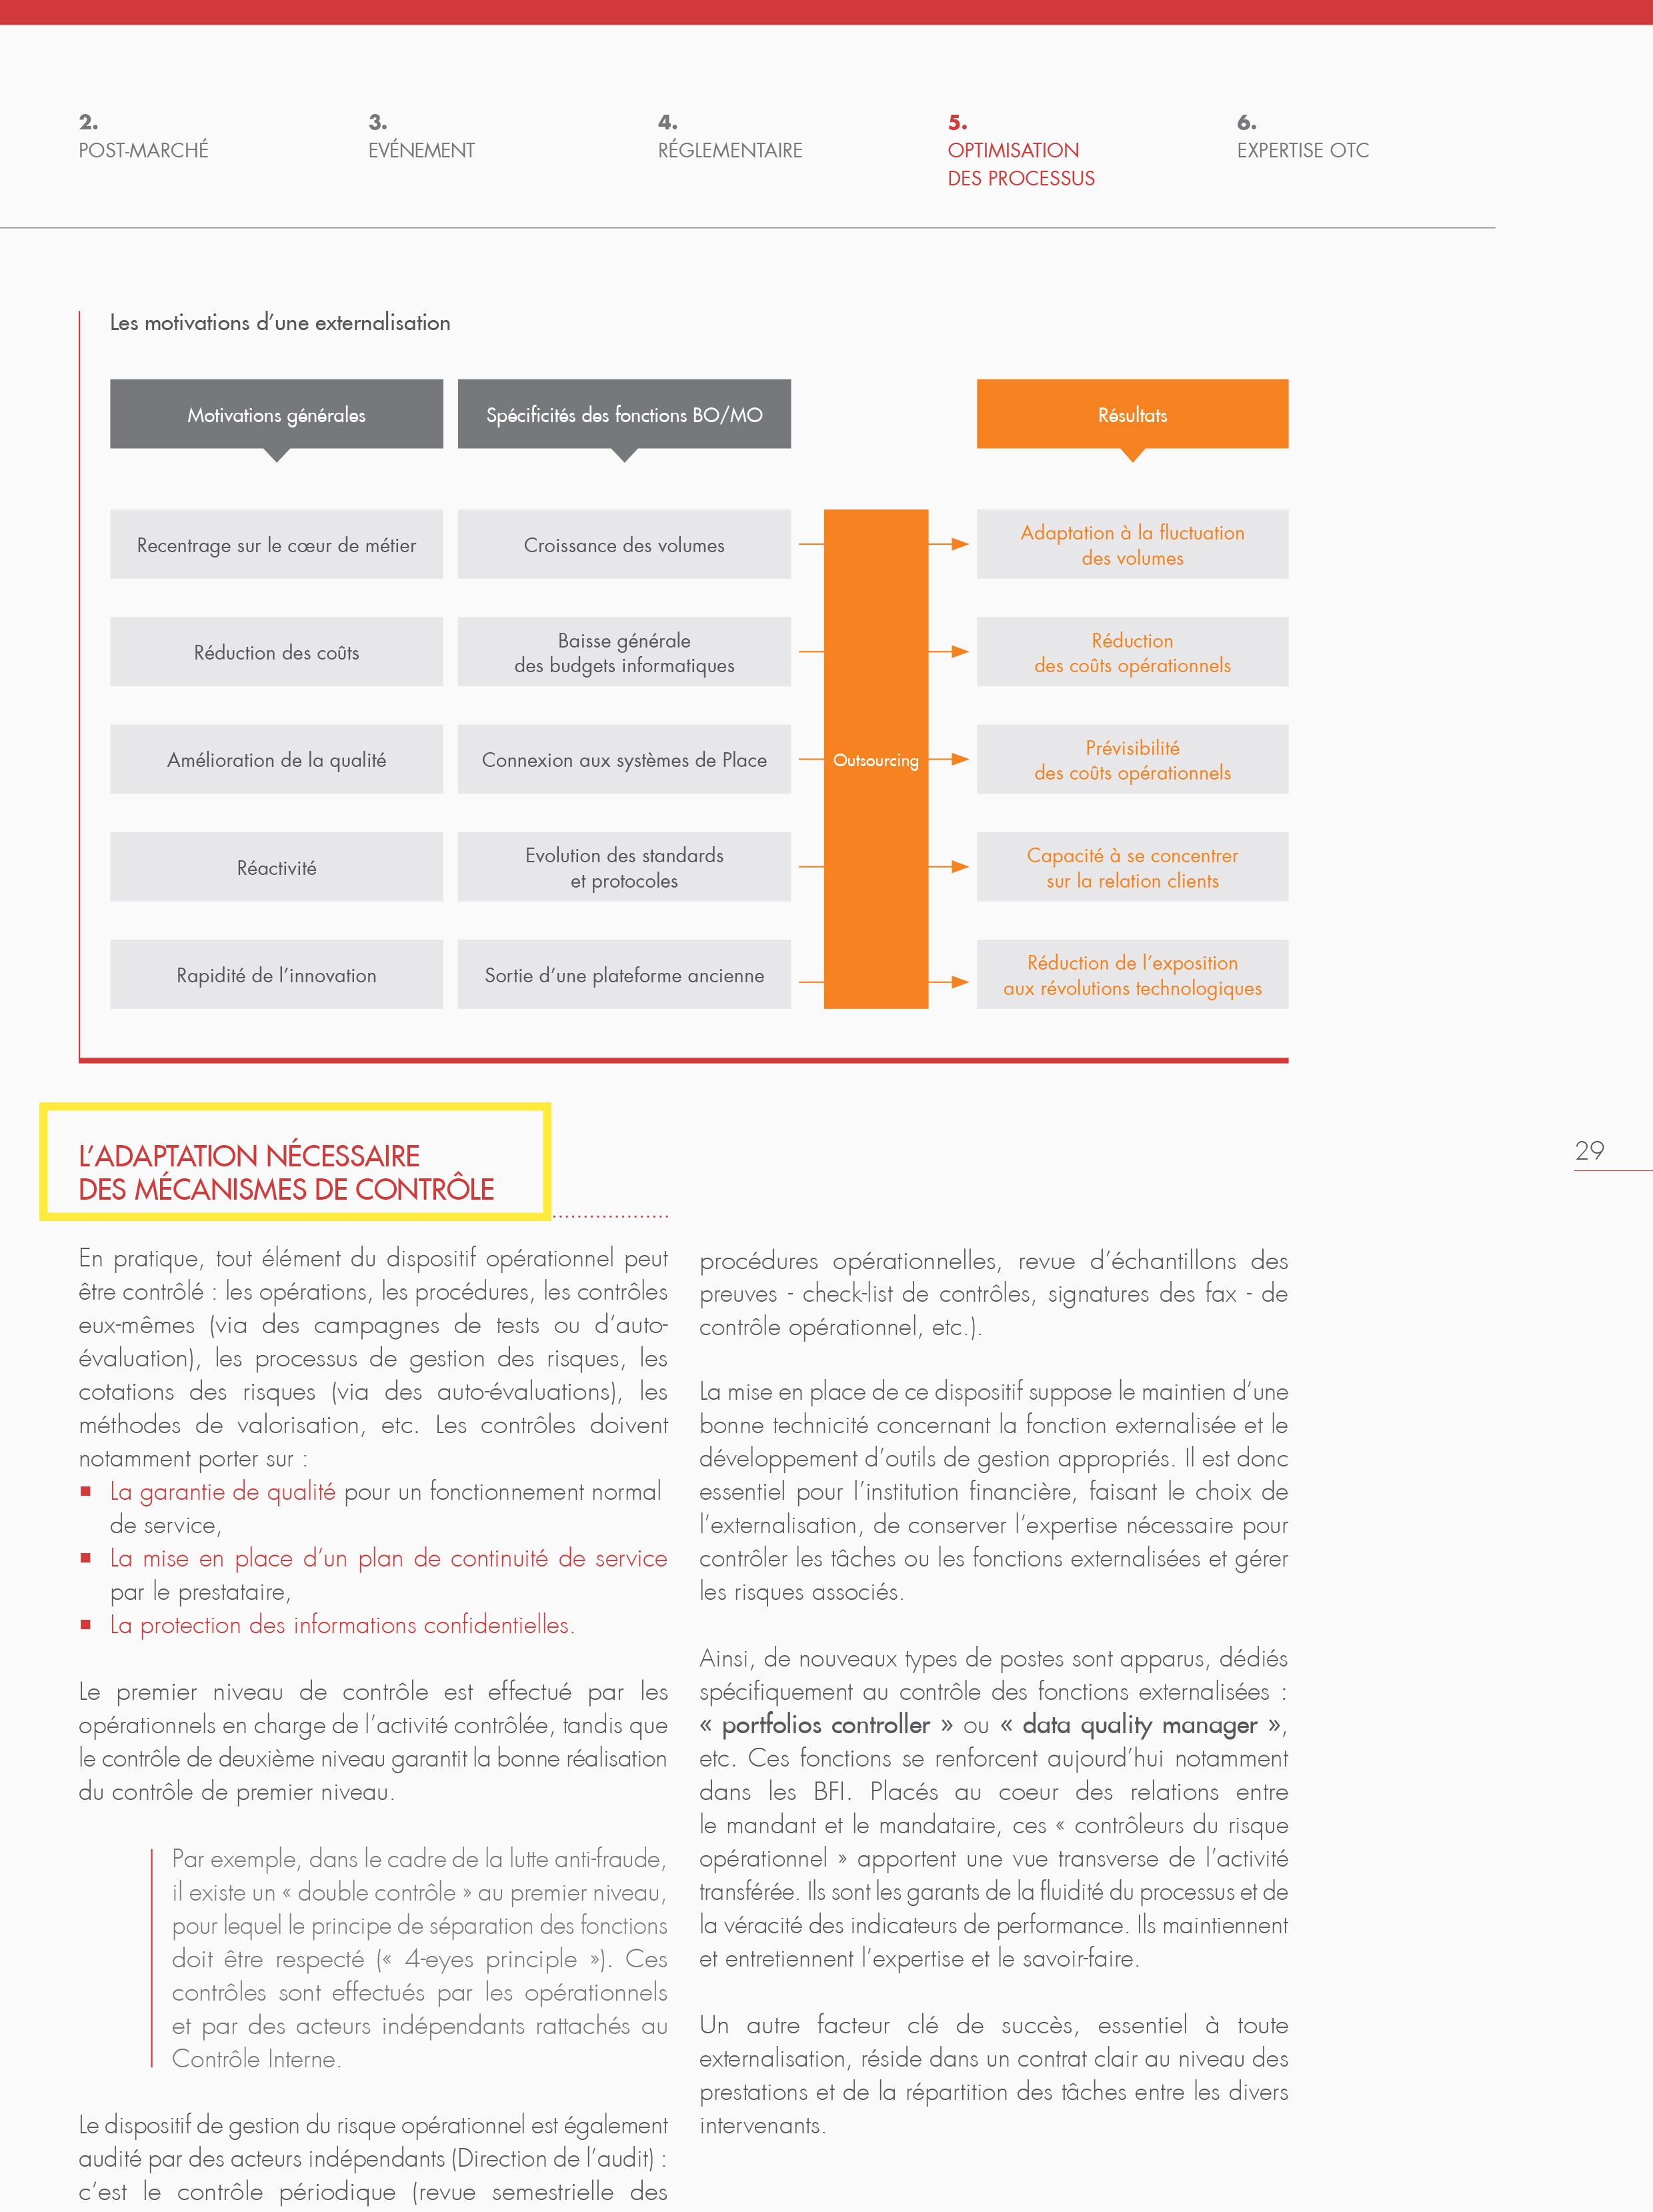 2.
POST-MARCHÉ
3.
EVÉNEMENT
4.
RÉGLEMENTAIRE
5.
OPTIMISATION
DES PROCESSUS
6.
EXPERTISE OTC
Les motivations d’une externalisation
Motivations générales
Spécificités des fonctions BO/MO
Résultats
Recentrage sur le cœur de métier
Croissance des volumes
Adaptation à la fluctuation
des volumes
Réduction des coûts
Baisse générale
des budgets informatiques
Réduction
des coûts opérationnels
Amélioration de la qualité
Connexion aux systèmes de Place
Outsourcing
Prévisibilité
des coûts opérationnels
Réactivité
Evolution des standards
et protocoles
Capacité à se concentrer
sur la relation clients
Rapidité de l’innovation
Sortie d’une plateforme ancienne
Réduction de l’exposition
aux révolutions technologiques
L’ADAPTATION NÉCESSAIRE
DES MÉCANISMES DE CONTRÔLE
29
En pratique, tout élément du dispositif opérationnel peut
être contrôlé : les opérations, les procédures, les contrôles
eux-mêmes (via des campagnes de tests ou d’auto-
évaluation), les processus de gestion des risques, les
cotations des risques (via des auto-évaluations), les
méthodes de valorisation, etc. Les contrôles doivent
notamment porter sur :
▪ La garantie de qualité pour un fonctionnement normal
de service,
▪ La mise en place d’un plan de continuité de service
par le prestataire,
▪ La protection des informations confidentielles.
Le premier niveau de contrôle est effectué par les
opérationnels en charge de l’activité contrôlée, tandis que
le contrôle de deuxième niveau garantit la bonne réalisation
du contrôle de premier niveau.
Par exemple, dans le cadre de la lutte anti-fraude,
il existe un « double contrôle » au premier niveau,
pour lequel le principe de séparation des fonctions
doit être respecté (« 4-eyes principle »). Ces
contrôles sont effectués par les opérationnels
et par des acteurs indépendants rattachés au
Contrôle Interne.
Le dispositif de gestion du risque opérationnel est également
audité par des acteurs indépendants (Direction de l’audit) :
c’est le contrôle périodique (revue semestrielle des
procédures opérationnelles, revue d’échantillons des
preuves - check-list de contrôles, signatures des fax - de
contrôle opérationnel, etc.).
La mise en place de ce dispositif suppose le maintien d’une
bonne technicité concernant la fonction externalisée et le
développement d’outils de gestion appropriés. Il est donc
essentiel pour l’institution financière, faisant le choix de
l’externalisation, de conserver l’expertise nécessaire pour
contrôler les tâches ou les fonctions externalisées et gérer
les risques associés.
Ainsi, de nouveaux types de postes sont apparus, dédiés
spécifiquement au contrôle des fonctions externalisées :
« portfolios controller » ou « data quality manager »,
etc. Ces fonctions se renforcent aujourd’hui notamment
dans les BFI. Placés au coeur des relations entre
le mandant et le mandataire, ces « contrôleurs du risque
opérationnel » apportent une vue transverse de l’activité
transférée. Ils sont les garants de la fluidité du processus et de
la véracité des indicateurs de performance. Ils maintiennent
et entretiennent l’expertise et le savoir-faire.
Un autre facteur clé de succès, essentiel à toute
externalisation, réside dans un contrat clair au niveau des
prestations et de la répartition des tâches entre les divers
intervenants.